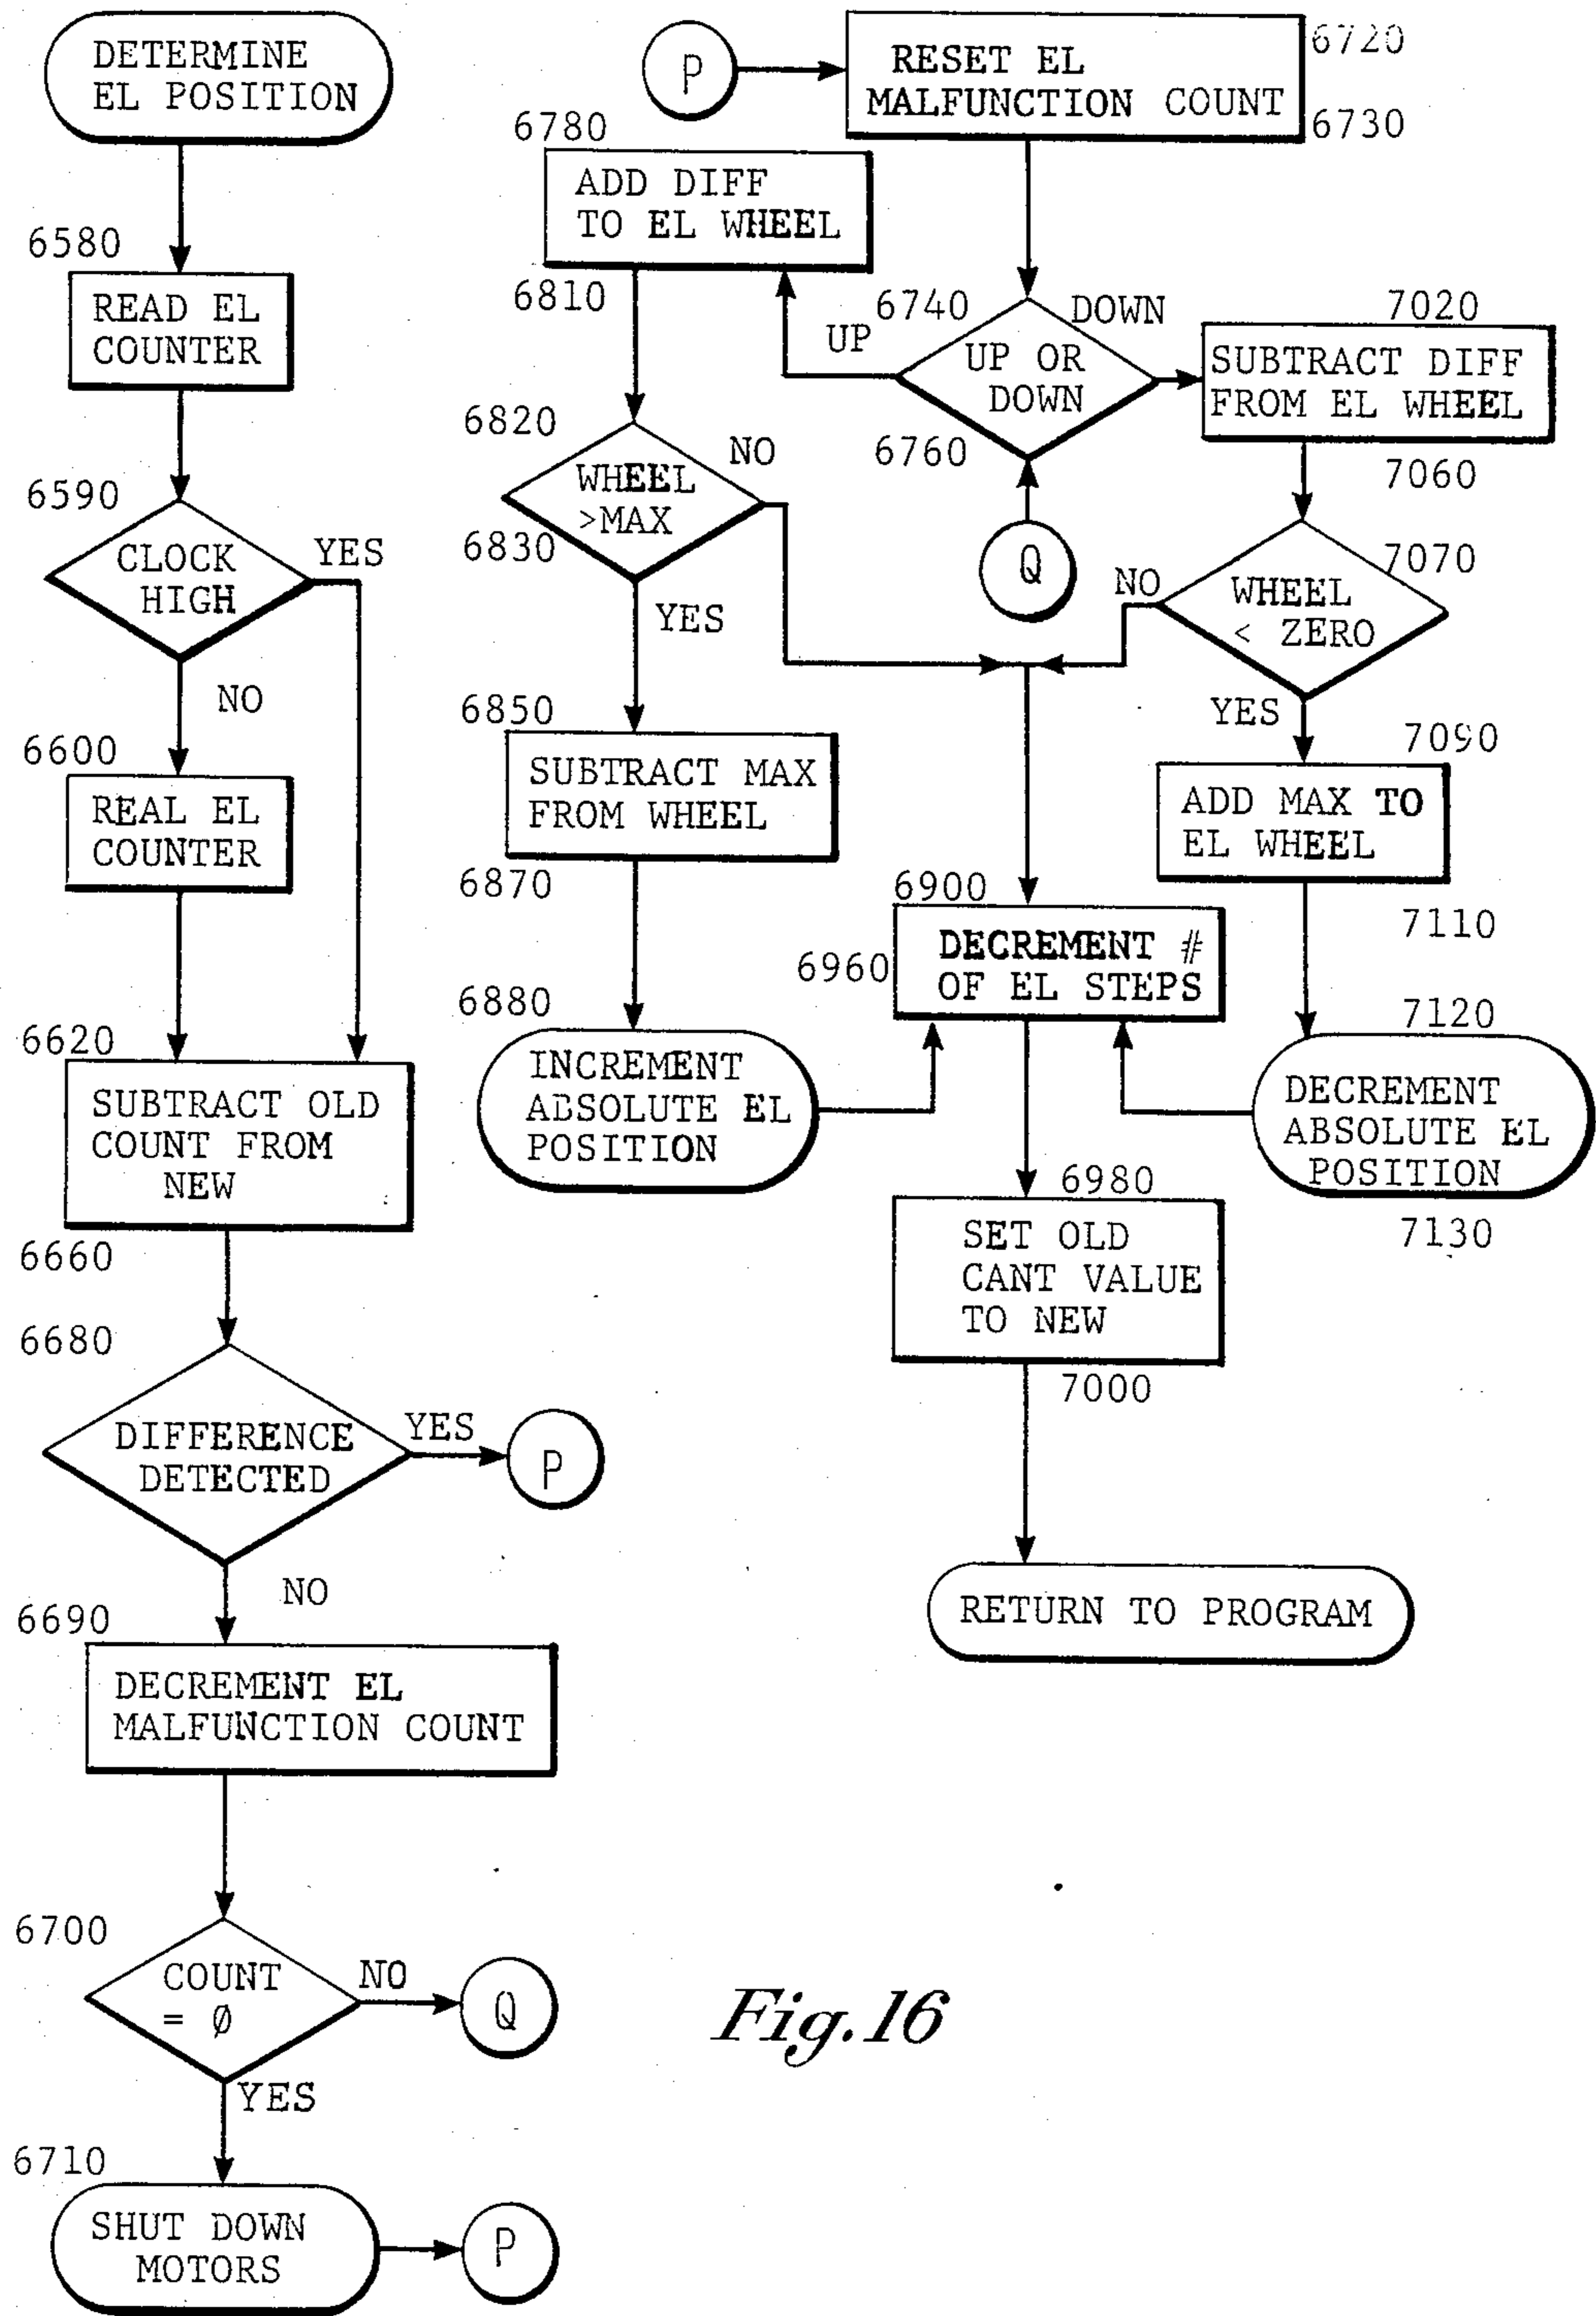 DETERMINE
EL POSITION
6580
READ EL
COUNTER
6590
CLOCK
HIGH
YES
NO
6600
REAL EL
COUNTER
6620
SUBTRACT OLD
COUNT FROM
NEW
6660
6680
DIFFERENCE
DETECTED
YES
P
NO
6690
DECREMENT EL
MALFUNCTION COUNT
6700
COUNT
= Ø
NO
Q
YES
6710
SHUT DOWN
MOTORS
P
P
RESET EL
MALFUNCTION COUNT
6720
6730
6780
ADD DIFF
TO EL WHEEL
6810
UP
6740
UP OR
DOWN
DOWN
6760
Q
7020
SUBTRACT DIFF
FROM EL WHEEL
7060
6820
WHEEL
>MAX
NO
6830
YES
7070
NO
WHEEL
< ZERO
YES
6850
SUBTRACT MAX
FROM WHEEL
6870
7090
ADD MAX TO
EL WHEEL
7110
6900
DECREMENT #
OF EL STEPS
6960
6880
INCREMENT
ABSOLUTE EL
POSITION
7120
DECREMENT
ABSOLUTE EL
POSITION
7130
6980
SET OLD
CANT VALUE
TO NEW
7000
RETURN TO PROGRAM
Fig.16